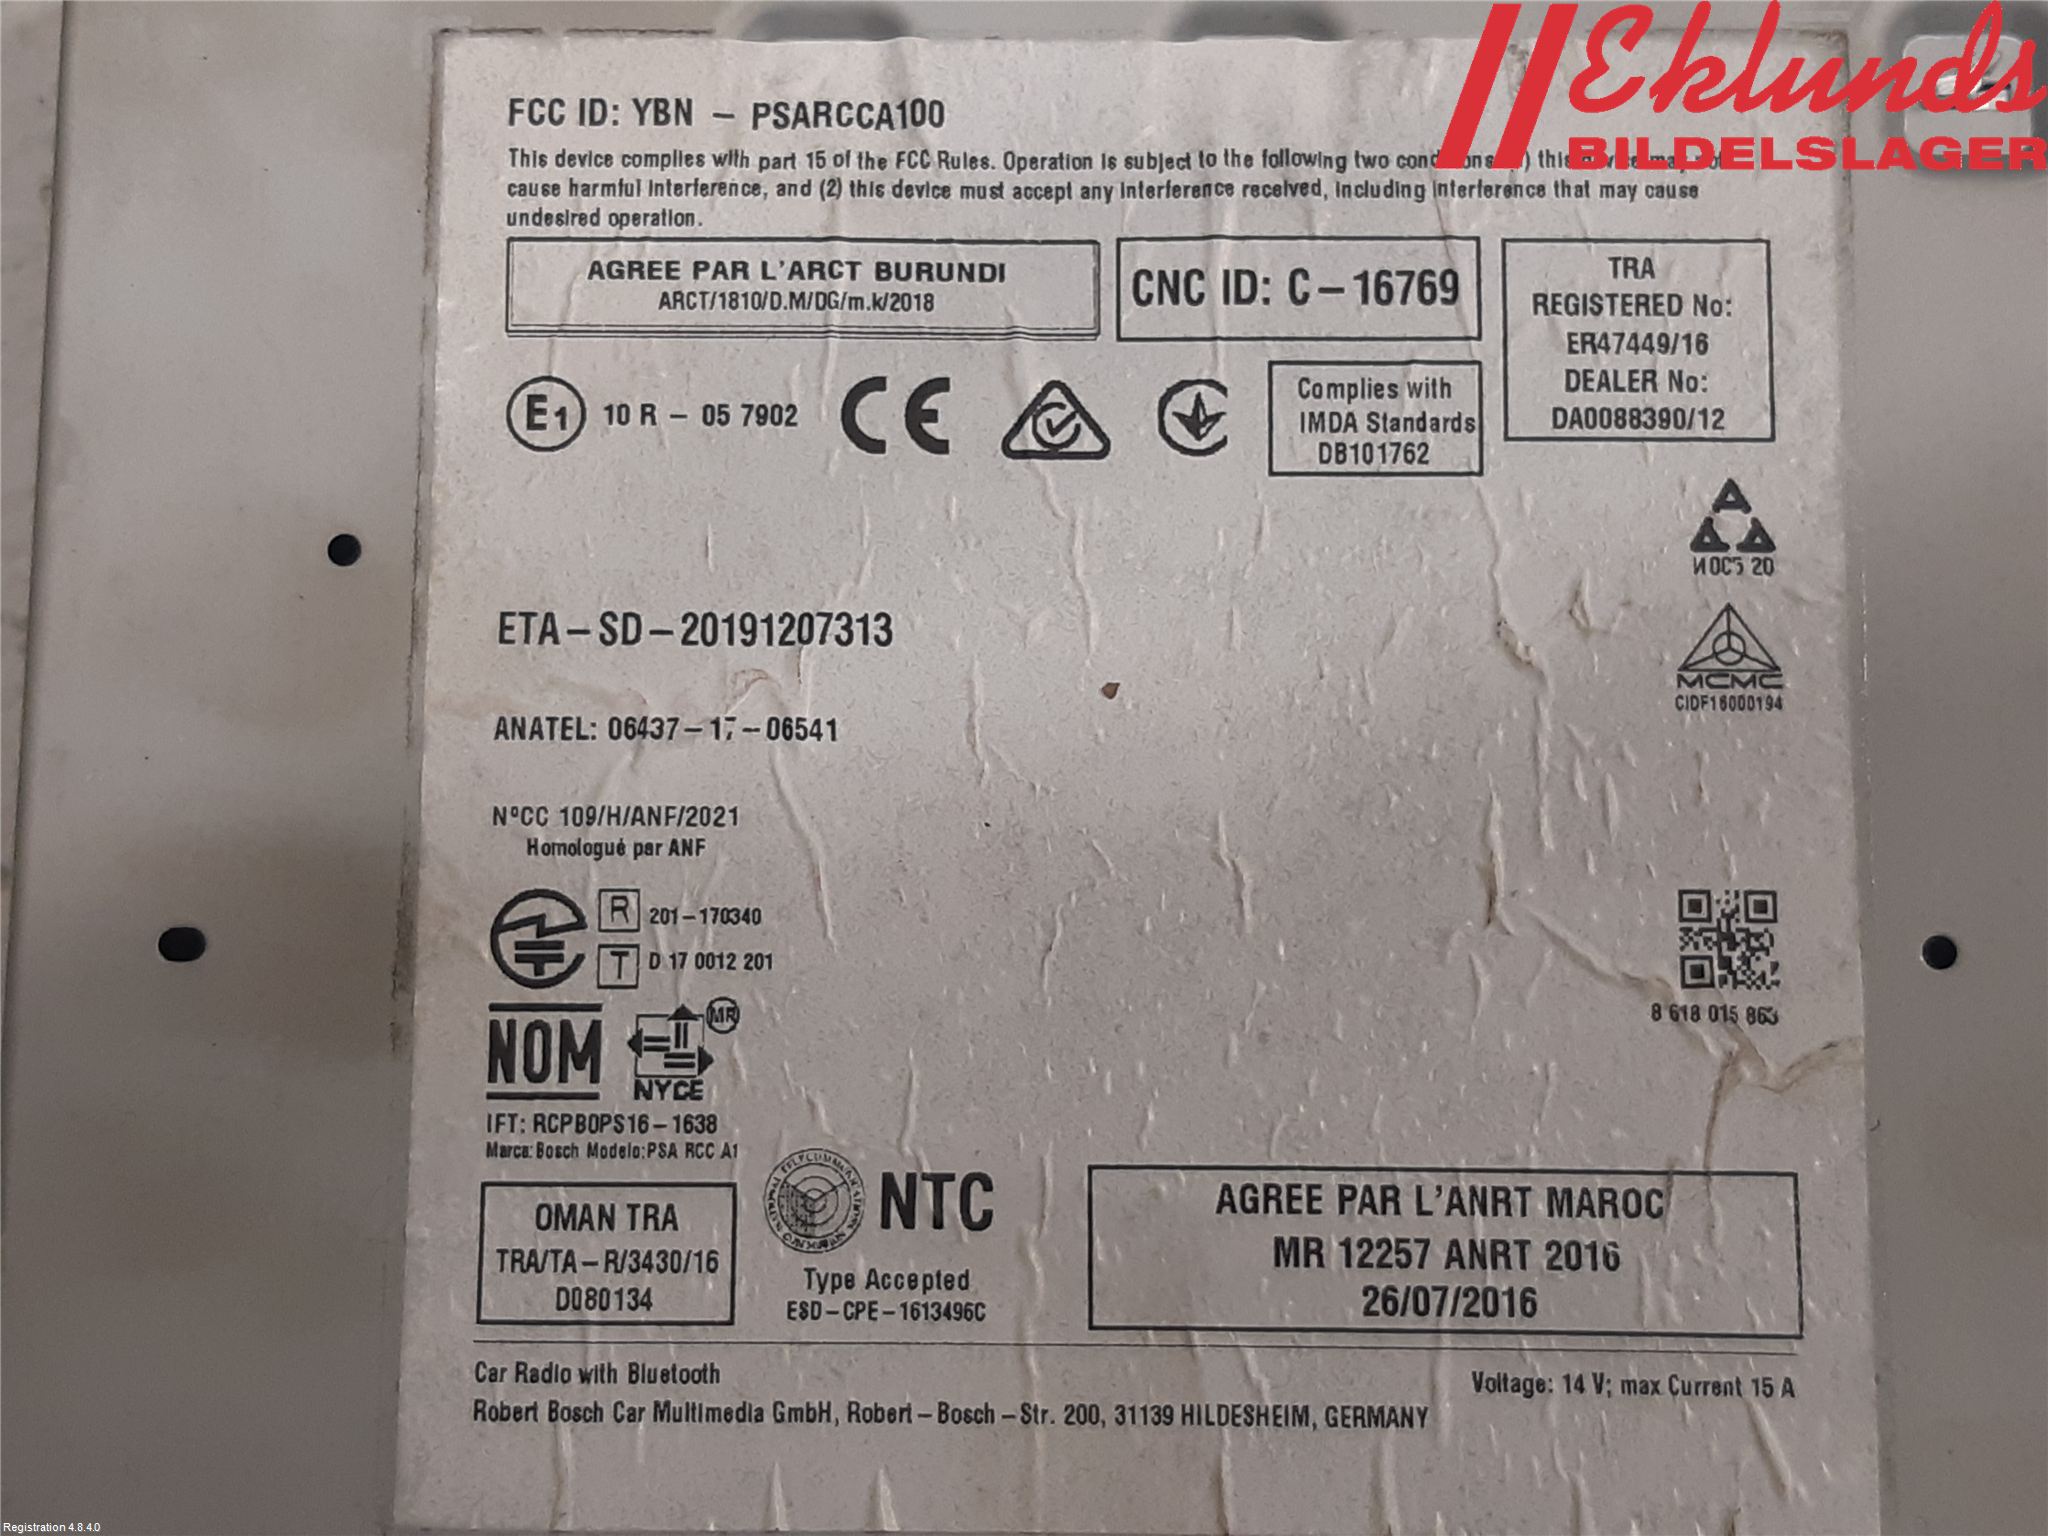 Eklunds
BILDELSLAGER
FCC ID: YBN - PSARCCA100
This device complies with part 15 of the FCC Rules. Operation is subject to the following two
cause harmful interference, and (2) this device must accept any interference received, including interference that may cause
undesired operation.
AGREE PAR L'ARCT BURUNDI
ARCT/1810/D.M/DG/m.k/2018
CNC ID: C-16769
TRA
REGISTERED No:
ER47449/16
DEALER No:
DA0088390/12
E1 10 R - 05 7902
CE
Complies with
IMDA Standards
DB101762
ETA-SD-20191207313
MCMC
CIDF16000194
ANATEL: 06437-17-06541
NºCC 109/H/ANF/2021
Homologué par ANF
R 201-170340
T D 17 0012 201
8 618 015 863
NOM
MR
NYCE
IFT: RCPBOPS16-1638
Marca: Bosch Modelo: PSA RCC A1
OMAN TRA
TRA/TA-R/3430/16
D080134
NTC
Type Accepted
ESD-CPE-1613496C
AGREE PAR L'ANRT MAROC
MR 12257 ANRT 2016
26/07/2016
Car Radio with Bluetooth
Voltage: 14 V; max Current 15 A
Robert Bosch Car Multimedia GmbH, Robert-Bosch-Str. 200, 31139 HILDESHEIM, GERMANY
Registration 4.8.4.0